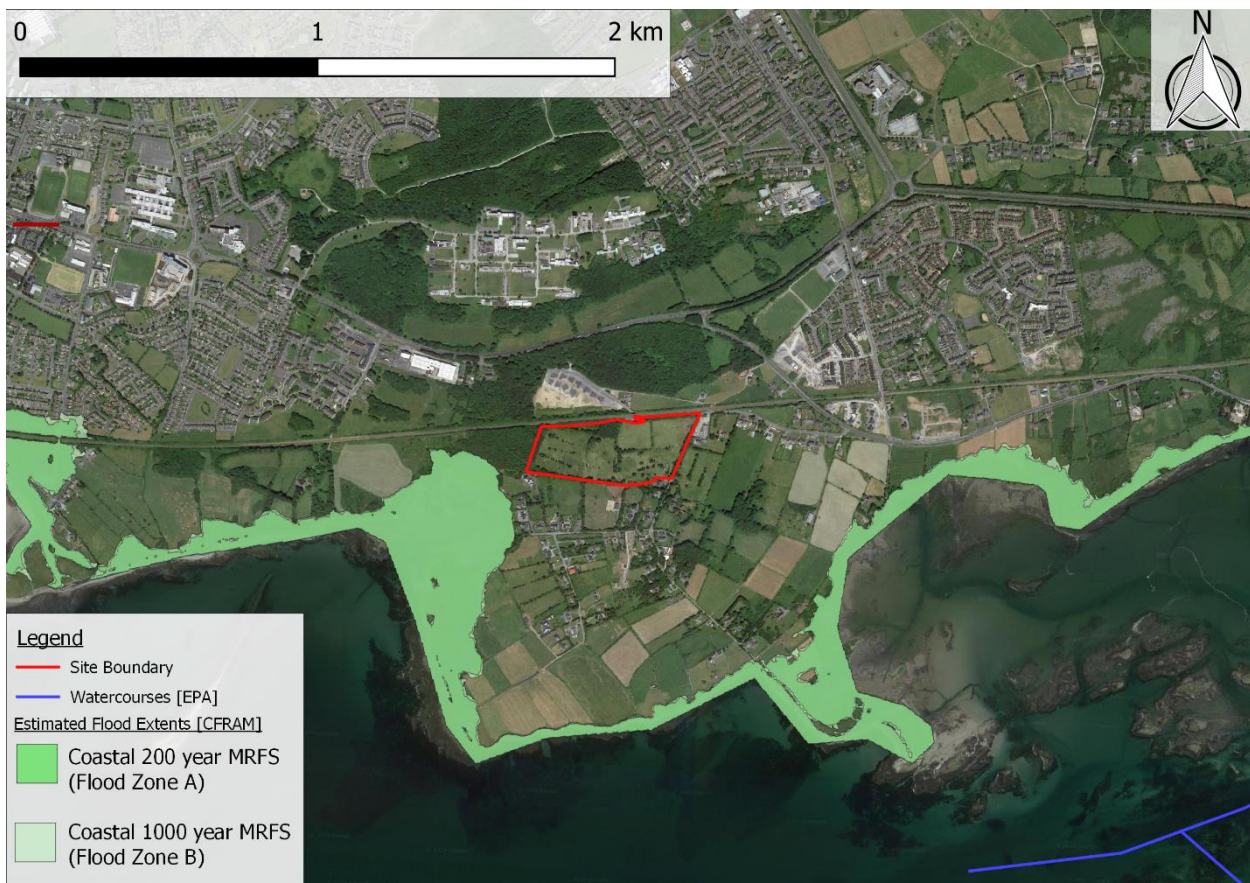 0 1 2 km
N
Legend
Site Boundary
Watercourses [EPA]
Estimated Flood Extents [CFRAM]
Coastal 200 year MRFS
(Flood Zone A)
Coastal 1000 year MRFS
(Flood Zone B)